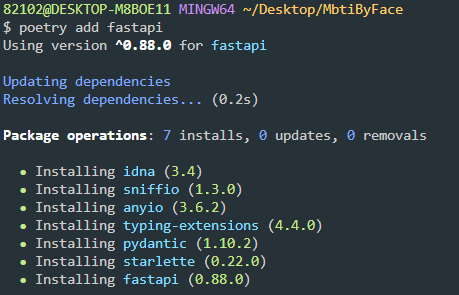 82102@DESKTOP-M8BOE11 MINGW64 ~/Desktop/MbtiByFace
$ poetry add fastapi
Using version ^0.88.0 for fastapi
Updating dependencies
Resolving dependencies... (0.2s)
Package operations: 7 installs, 0 updates, 0 removals
• Installing idna (3.4)
• Installing sniffio (1.3.0)
• Installing anyio (3.6.2)
• Installing typing-extensions (4.4.0)
• Installing pydantic (1.10.2)
• Installing starlette (0.22.0)
• Installing fastapi (0.88.0)